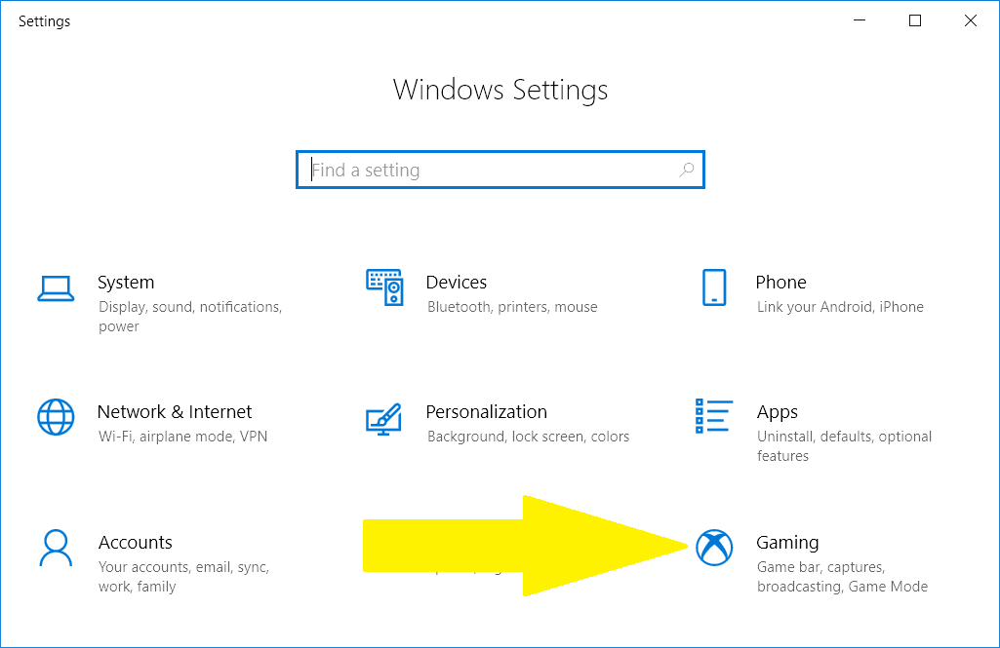 Settings
Windows Settings
Find a setting
System
Display, sound, notifications,
power
Devices
Bluetooth, printers, mouse
Phone
Link your Android, iPhone
Network & Internet
Wi-Fi, airplane mode, VPN
Personalization
Background, lock screen, colors
Apps
Uninstall, defaults, optional
features
Accounts
Your accounts, email, sync,
work, family
Gaming
Game bar, captures,
broadcasting, Game Mode